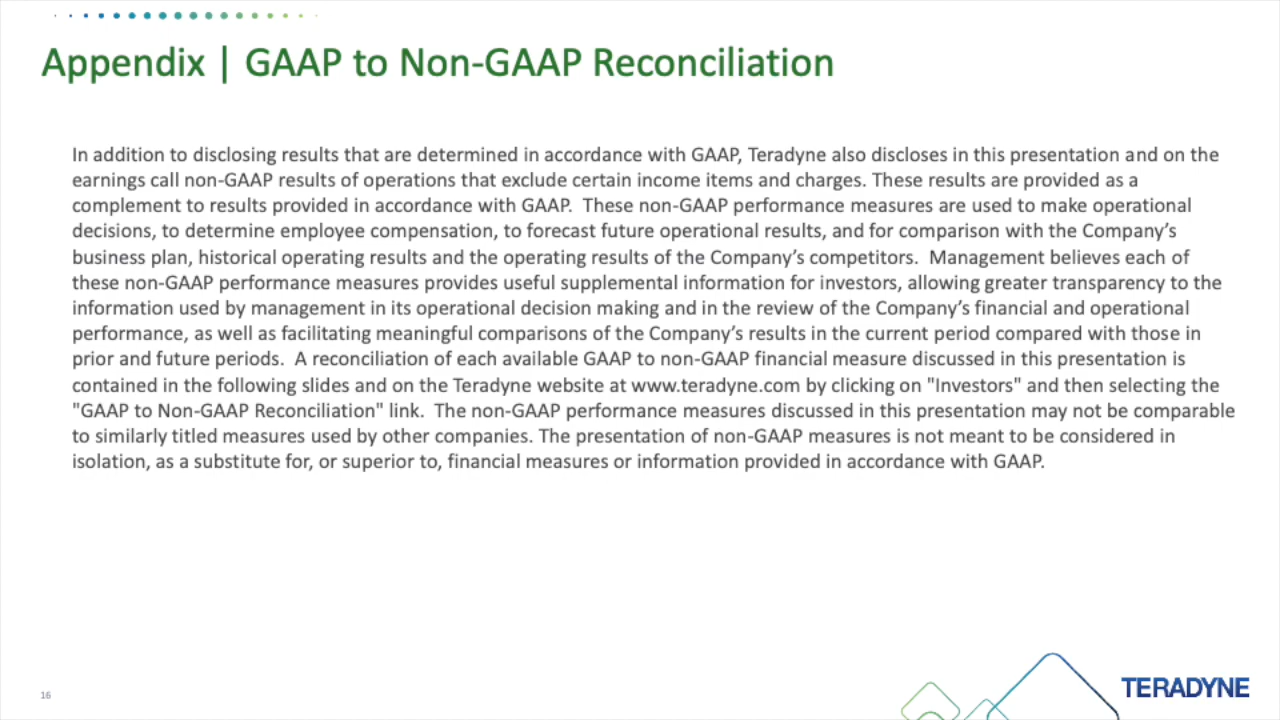 Appendix | GAAP to Non-GAAP Reconciliation
In addition to disclosing results that are determined in accordance with GAAP, Teradyne also discloses in this presentation and on the
earnings call non-GAAP results of operations that exclude certain income items and charges. These results are provided as a
complement to results provided in accordance with GAAP.  These non-GAAP performance measures are used to make operational
decisions, to determine employee compensation, to forecast future operational results, and for comparison with the Company’s
business plan, historical operating results and the operating results of the Company’s competitors.  Management believes each of
these non-GAAP performance measures provides useful supplemental information for investors, allowing greater transparency to the
information used by management in its operational decision making and in the review of the Company’s financial and operational
performance, as well as facilitating meaningful comparisons of the Company’s results in the current period compared with those in
prior and future periods.  A reconciliation of each available GAAP to non-GAAP financial measure discussed in this presentation is
contained in the following slides and on the Teradyne website at www.teradyne.com by clicking on "Investors" and then selecting the
"GAAP to Non-GAAP Reconciliation" link.  The non-GAAP performance measures discussed in this presentation may not be comparable
to similarly titled measures used by other companies. The presentation of non-GAAP measures is not meant to be considered in
isolation, as a substitute for, or superior to, financial measures or information provided in accordance with GAAP.
16
TERADYNE